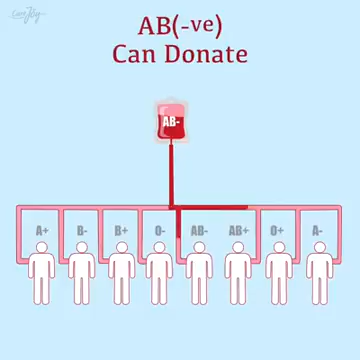 AB(-ve)
Can Donate
AB-
A+ B- B+ O- AB- AB+ O+ A-